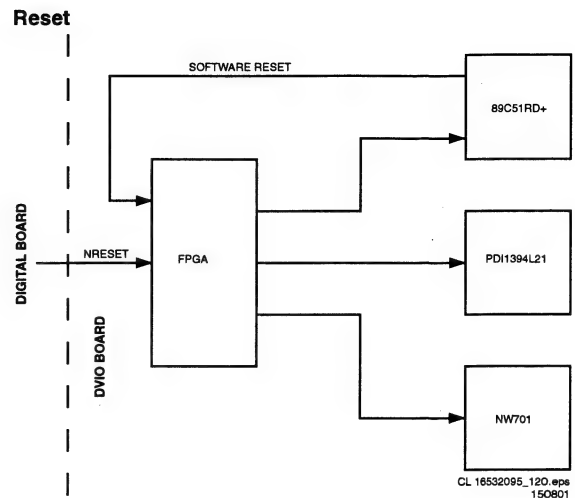 Reset
SOFTWARE RESET
89C51RD+
DIGITAL BOARD
NRESET
FPGA
PDI1394L21
DVIO BOARD
NW701
CL 16532095_120.eps
150801